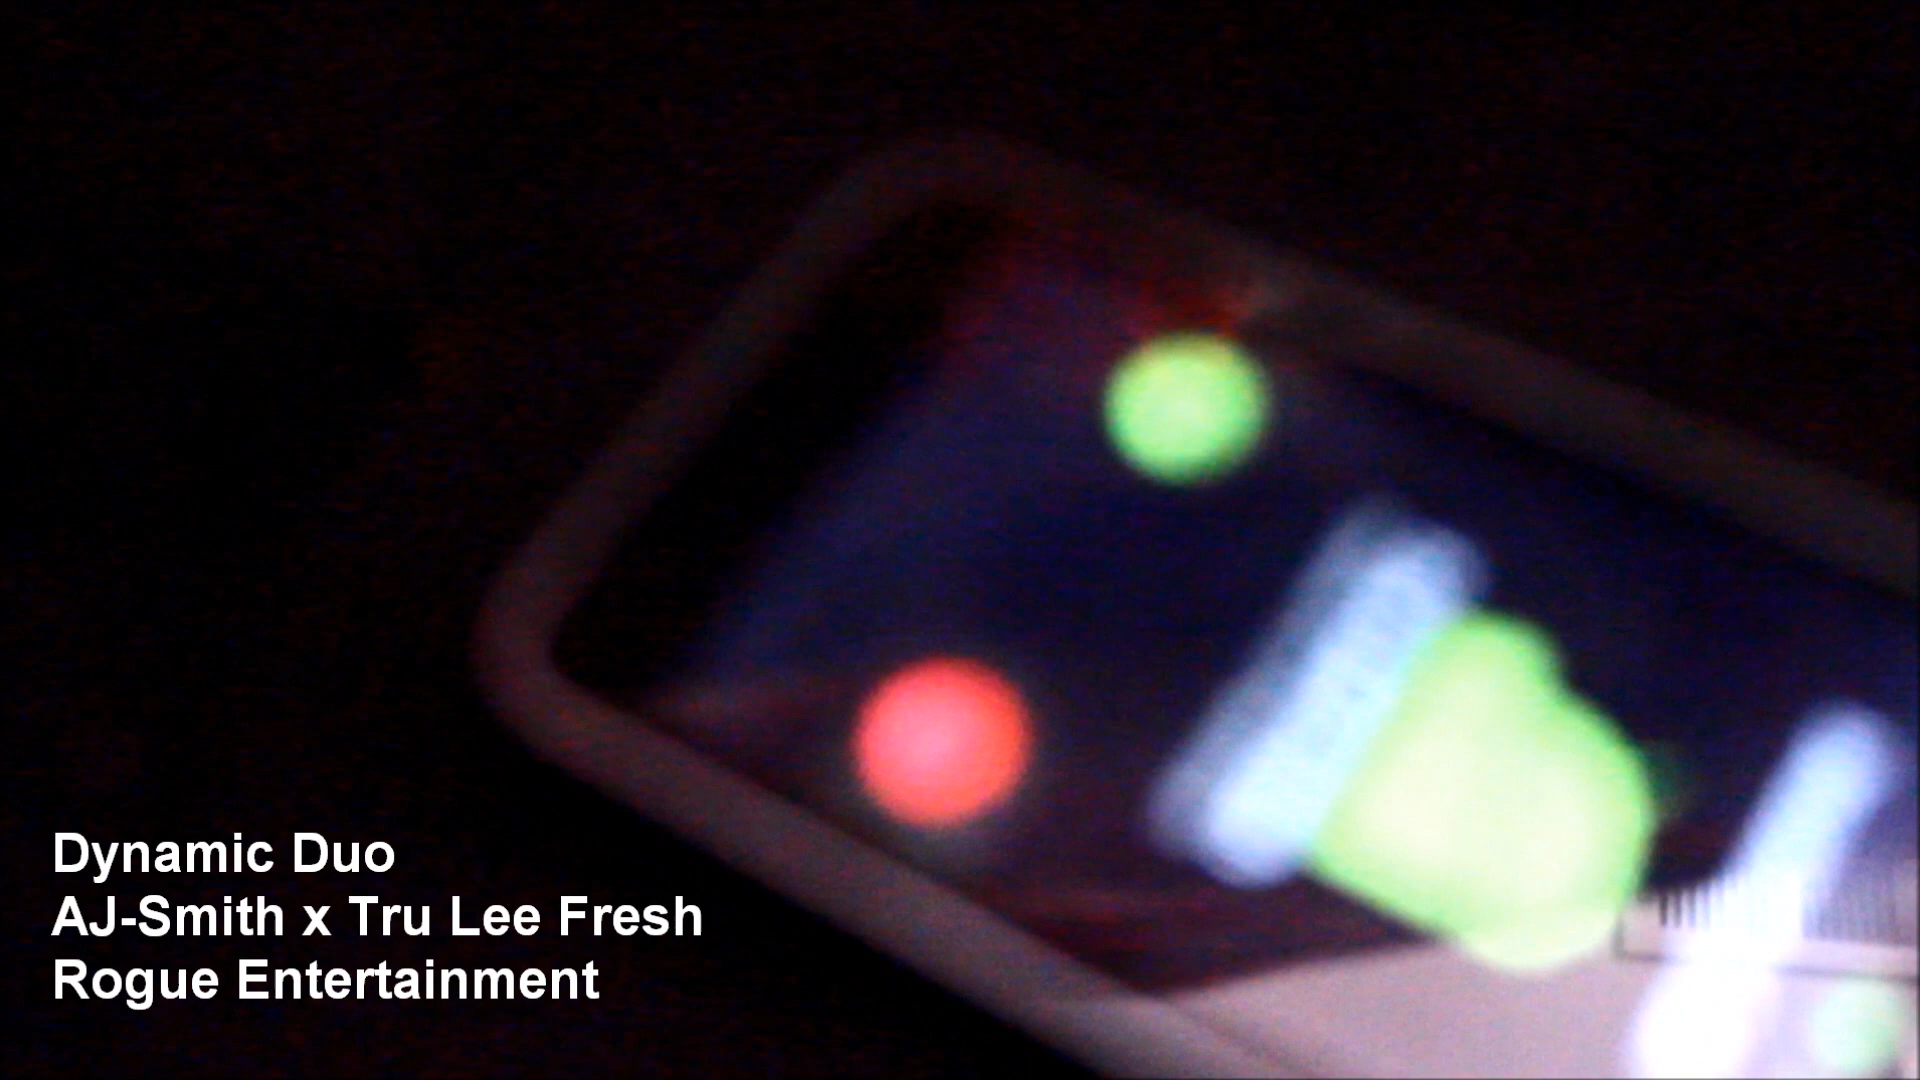 Dynamic Duo
AJ-Smith x Tru Lee Fresh
Rogue Entertainment